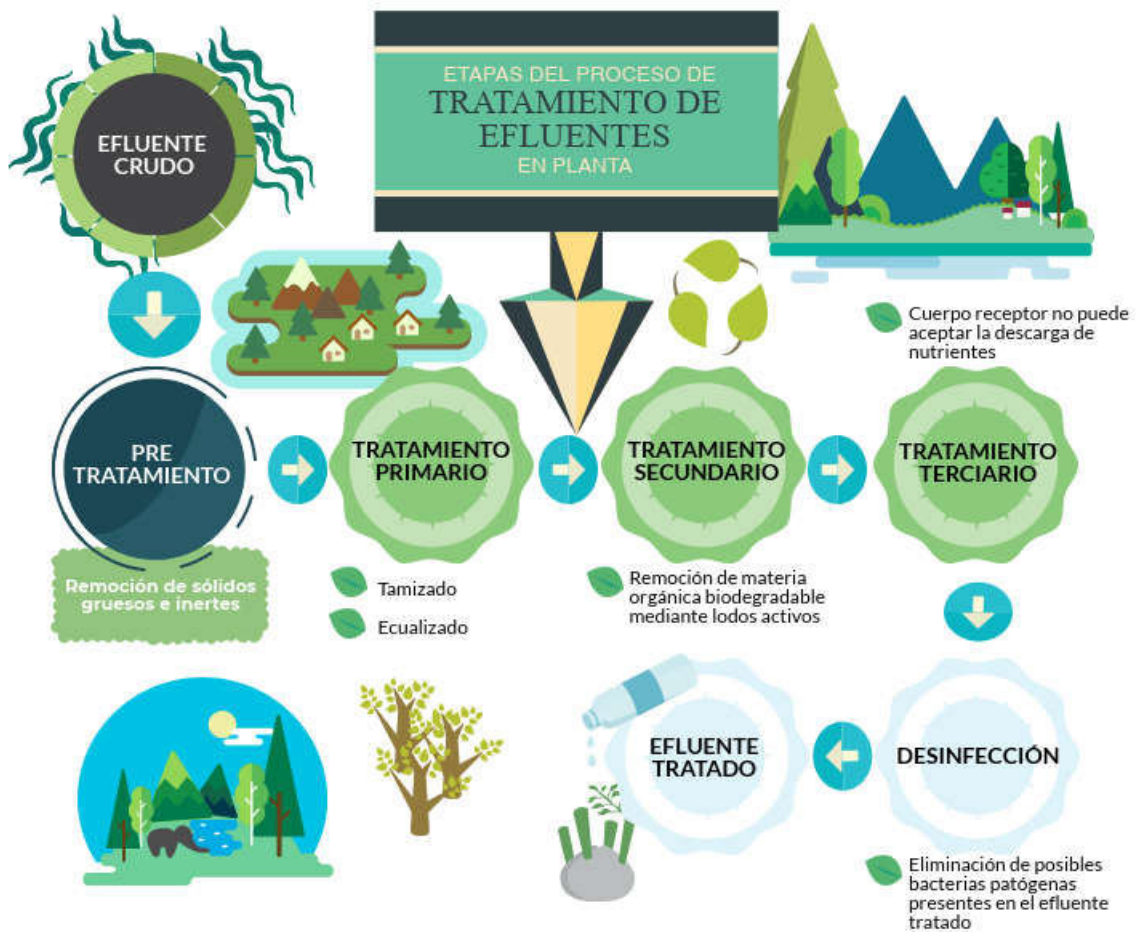 ETAPAS DEL PROCESO DE
TRATAMIENTO DE
EFLUENTES
EN PLANTA
EFLUENTE
CRUDO
PRE
TRATAMIENTO
Remoción de sólidos
gruesos e inertes
TRATAMIENTO
PRIMARIO
Tamizado
Ecualizado
TRATAMIENTO
SECUNDARIO
Remoción de materia
orgánica biodegradable
mediante lodos activos
Cuerpo receptor no puede
aceptar la descarga de
nutrientes
TRATAMIENTO
TERCIARIO
DESINFECCIÓN
Eliminación de posibles
bacterias patógenas
presentes en el efluente
tratado
EFLUENTE
TRATADO